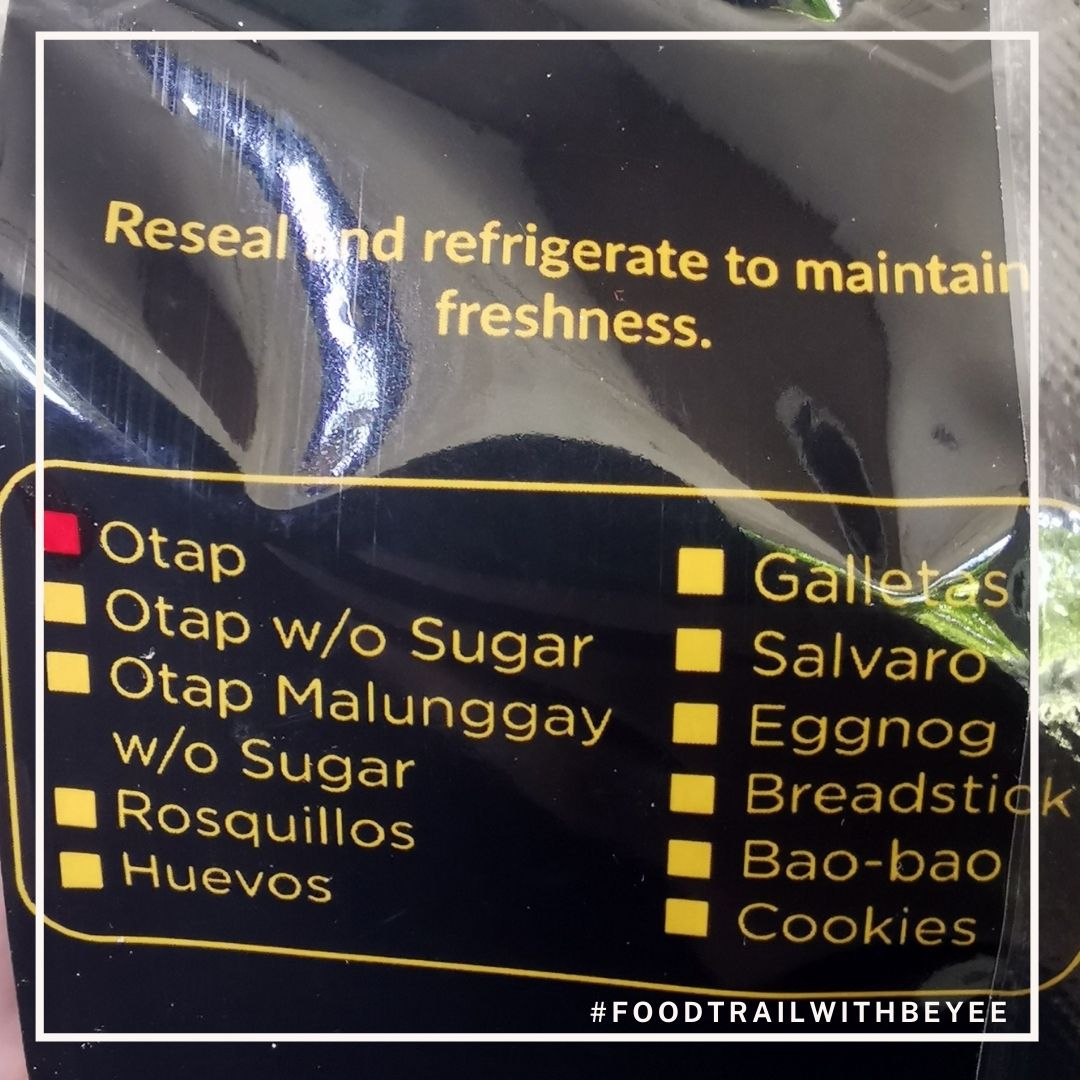 Reseal and refrigerate to maintain
freshness.
Otap
Otap w/o Sugar
Otap Malunggay
w/o Sugar
Rosquillos
Huevos
Galletas
Salvaro
Eggnog
Breadstick
Bao-bao
Cookies
#FOODTRAILWITHBEYEE